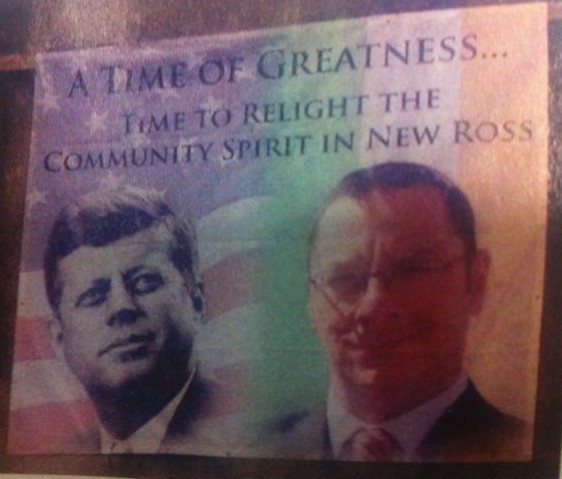 A TIME OF GREATNESS...
TIME TO RELIGHT THE
COMMUNITY SPIRIT IN NEW ROSS